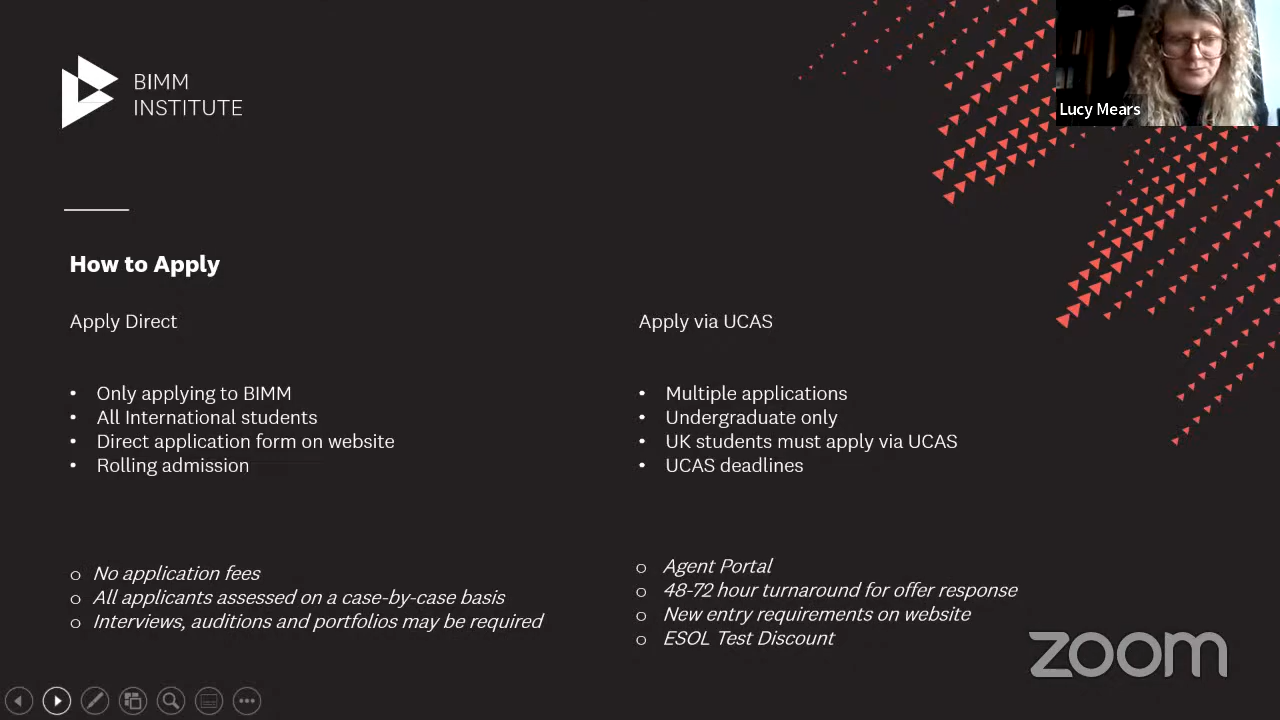 BIMM
INSTITUTE
Lucy Mears
How to Apply
Apply Direct
• Only applying to BIMM
• All International students
• Direct application form on website
• Rolling admission
o No application fees
o All applicants assessed on a case-by-case basis
o Interviews, auditions and portfolios may be required
Apply via UCAS
• Multiple applications
• Undergraduate only
• UK students must apply via UCAS
• UCAS deadlines
o Agent Portal
o 48-72 hour turnaround for offer response
o New entry requirements on website
o ESOL Test Discount
zoom